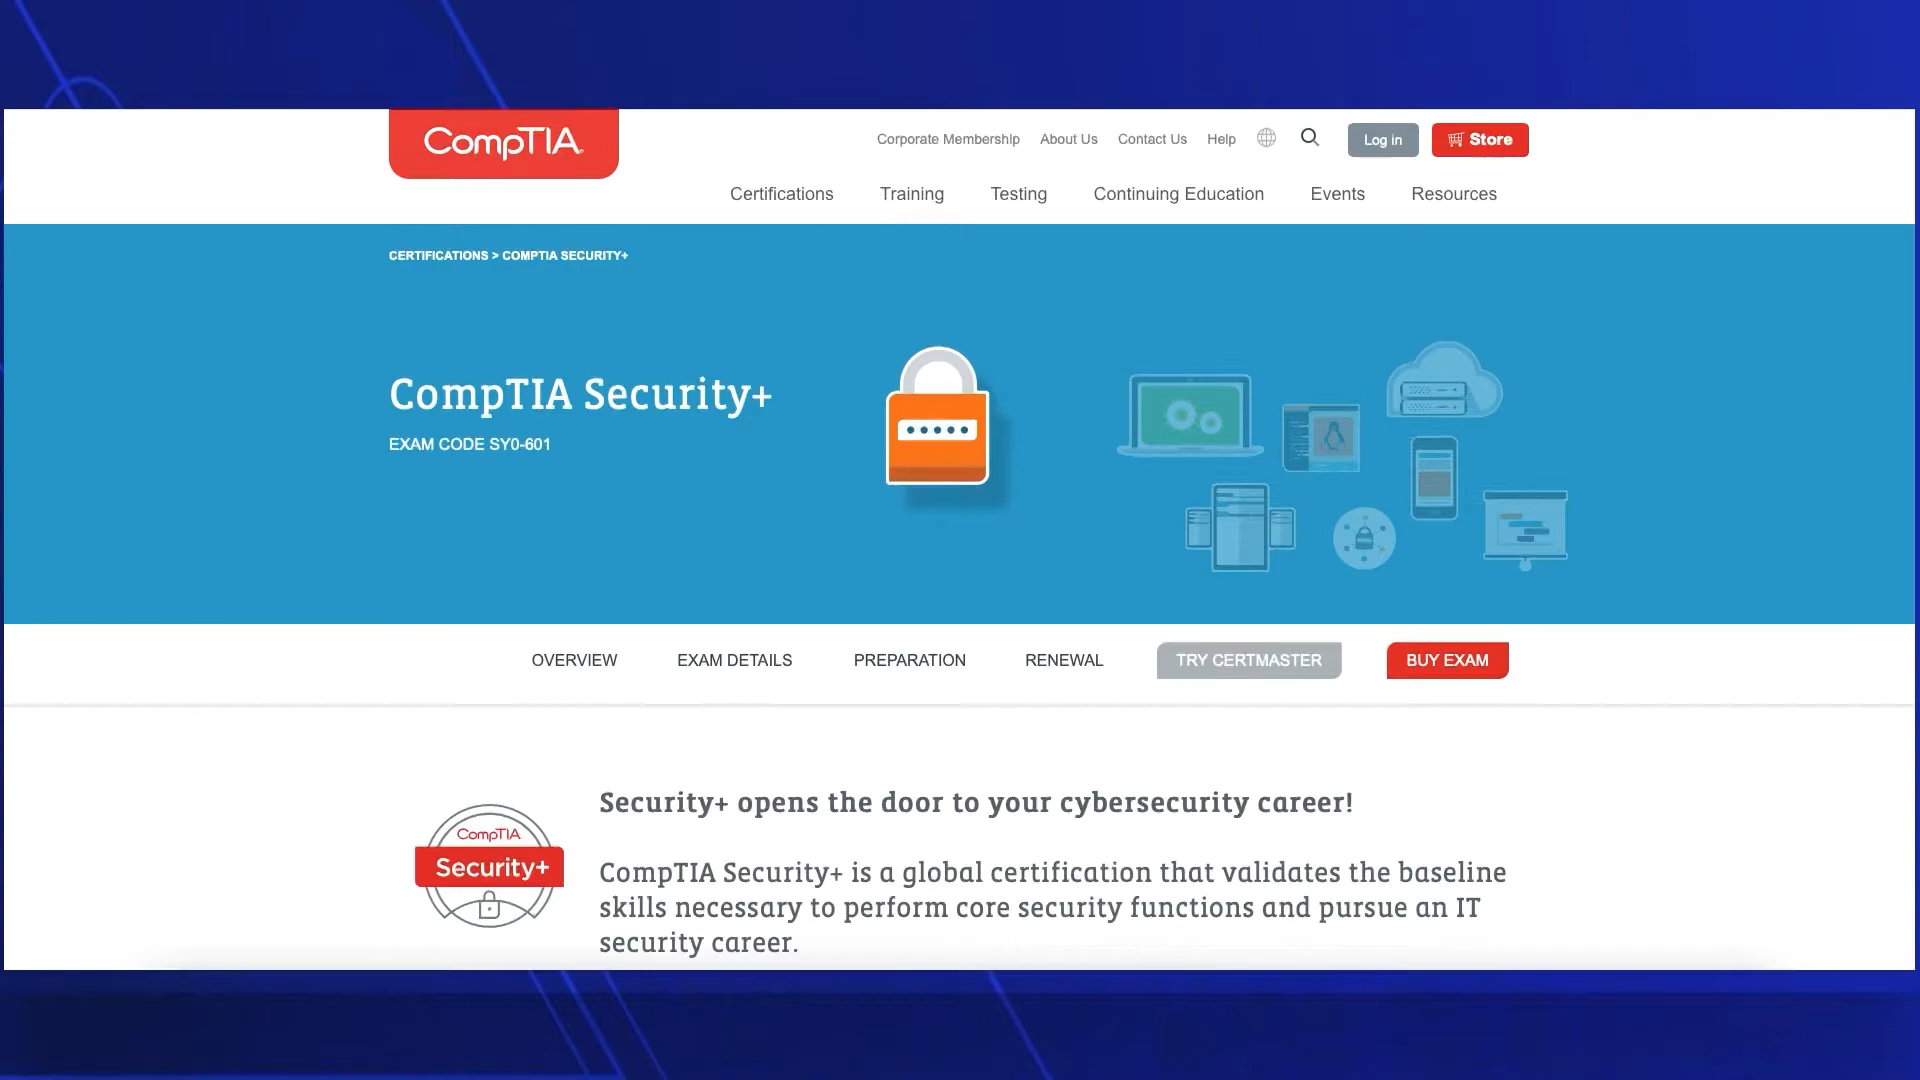 CompTIA.
Corporate Membership About Us Contact Us Help Log in Store
Certifications Training Testing Continuing Education Events Resources
CERTIFICATIONS > COMPTIA SECURITY+
CompTIA Security+
EXAM CODE SY0-601
OVERVIEW EXAM DETAILS PREPARATION RENEWAL TRY CERTMASTER BUY EXAM
Security+ opens the door to your cybersecurity career!
CompTIA
Security+
CompTIA Security+ is a global certification that validates the baseline
skills necessary to perform core security functions and pursue an IT
security career.